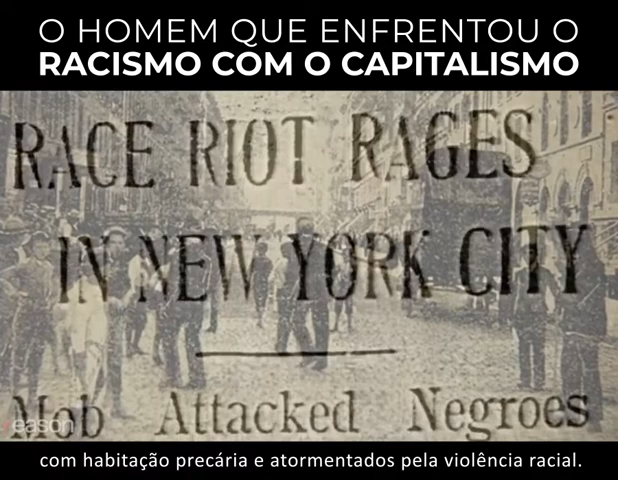 O HOMEM QUE ENFRENTOU O
RACISMO COM O CAPITALISMO
RACE RIOT RAGES
IN NEW YORK CITY
Mob Attacked Negroes
reason
com habitação precária e atormentados pela violência racial.